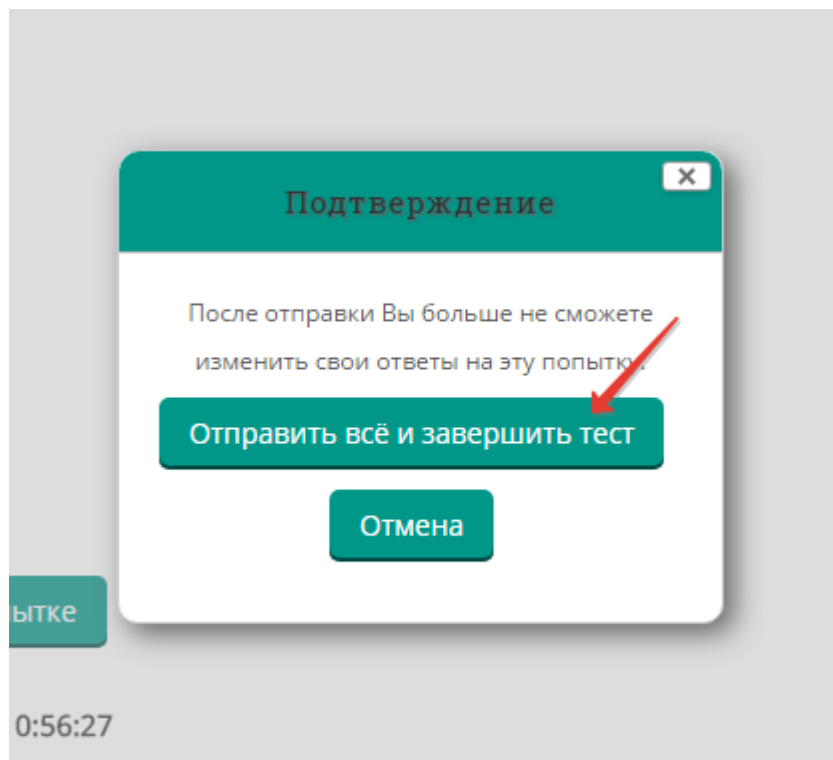 Подтверждение
После отправки Вы больше не сможете
изменить свои ответы на эту попытку.
Отправить всё и завершить тест
Отмена
ытке
0:56:27